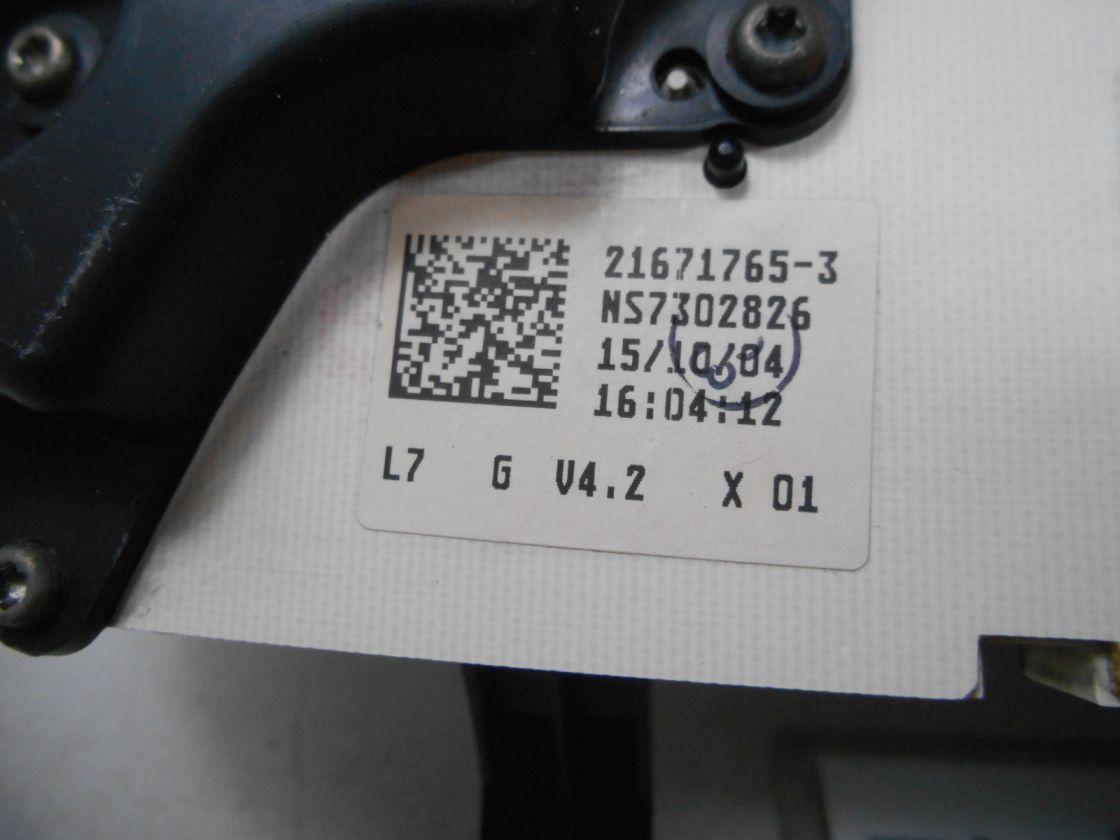 21671765-3
NS7302826
15/10/04
16:04:12
L7 G V4.2 X 01